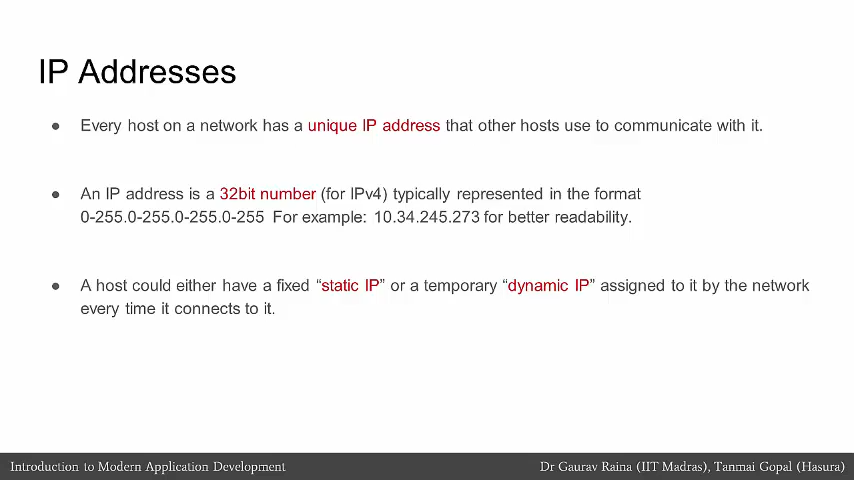 IP Addresses
● Every host on a network has a unique IP address that other hosts use to communicate with it.
● An IP address is a 32bit number (for IPv4) typically represented in the format
0-255.0-255.0-255.0-255 For example: 10.34.245.273 for better readability.
● A host could either have a fixed “static IP” or a temporary “dynamic IP” assigned to it by the network
every time it connects to it.
Introduction to Modern Application Development
Dr Gaurav Raina (IIT Madras), Tanmai Gopal (Hasura)